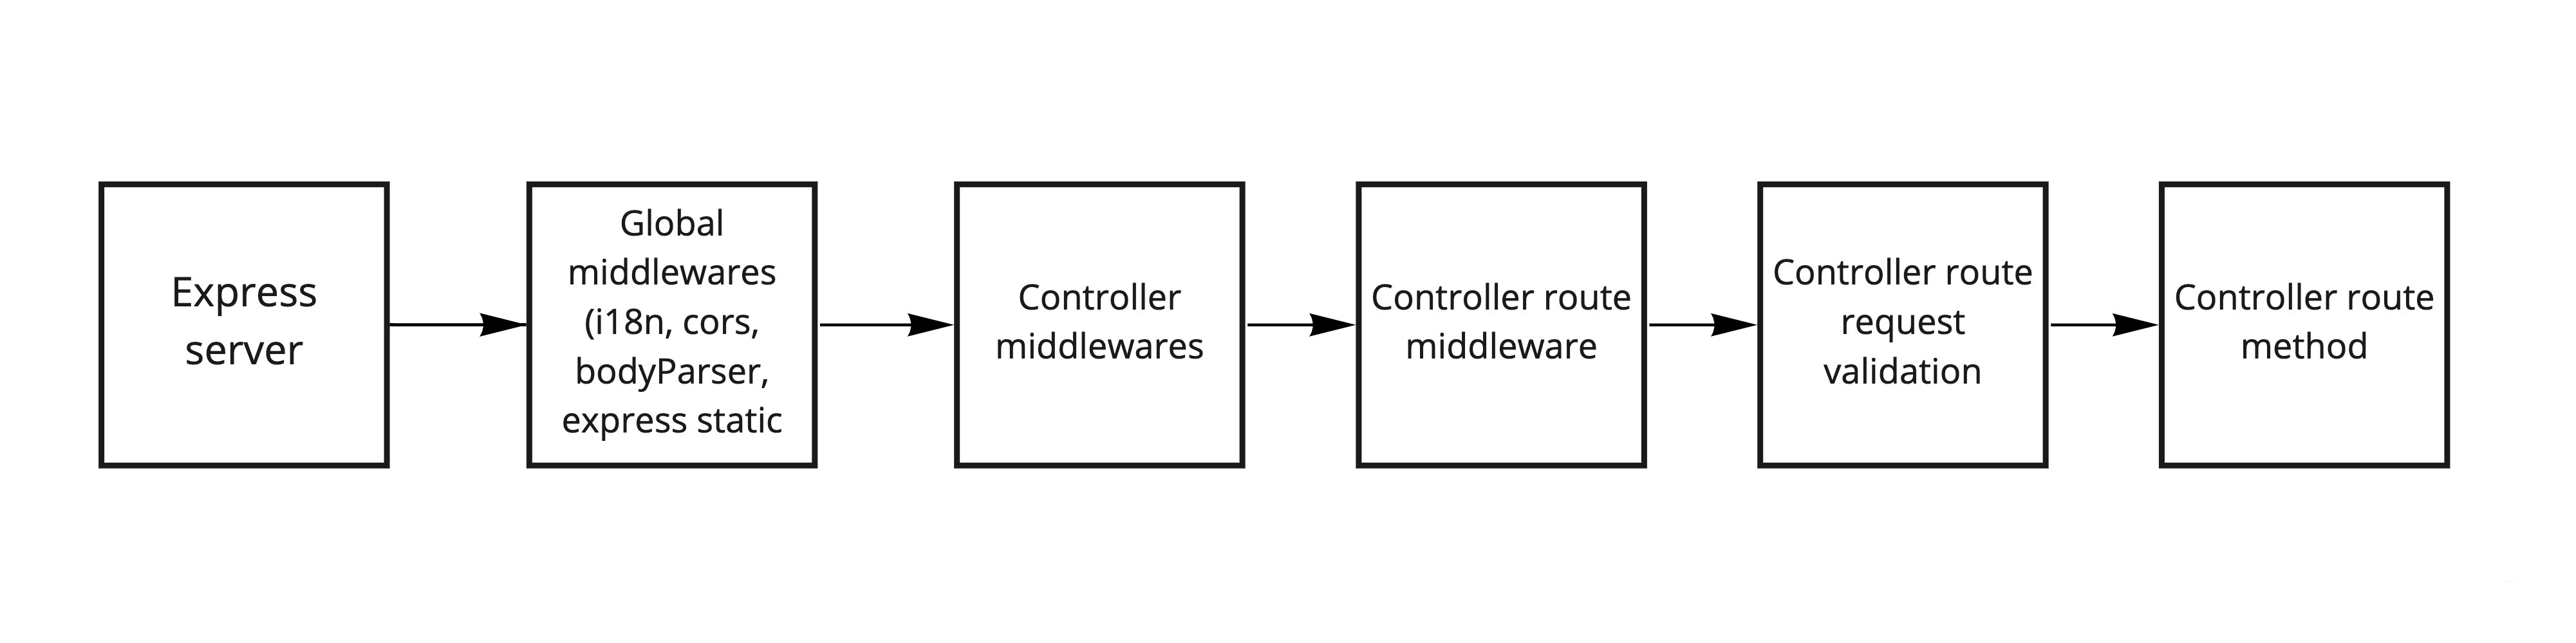 Express
server
Global
middlewares
(i18n, cors,
bodyParser,
express static
Controller
middlewares
Controller route
middleware
Controller route
request
validation
Controller route
method